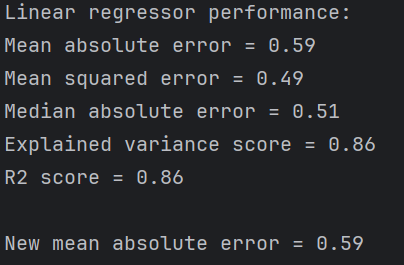 Linear regressor performance:
Mean absolute error = 0.59
Mean squared error = 0.49
Median absolute error = 0.51
Explained variance score = 0.86
R2 score = 0.86
New mean absolute error = 0.59